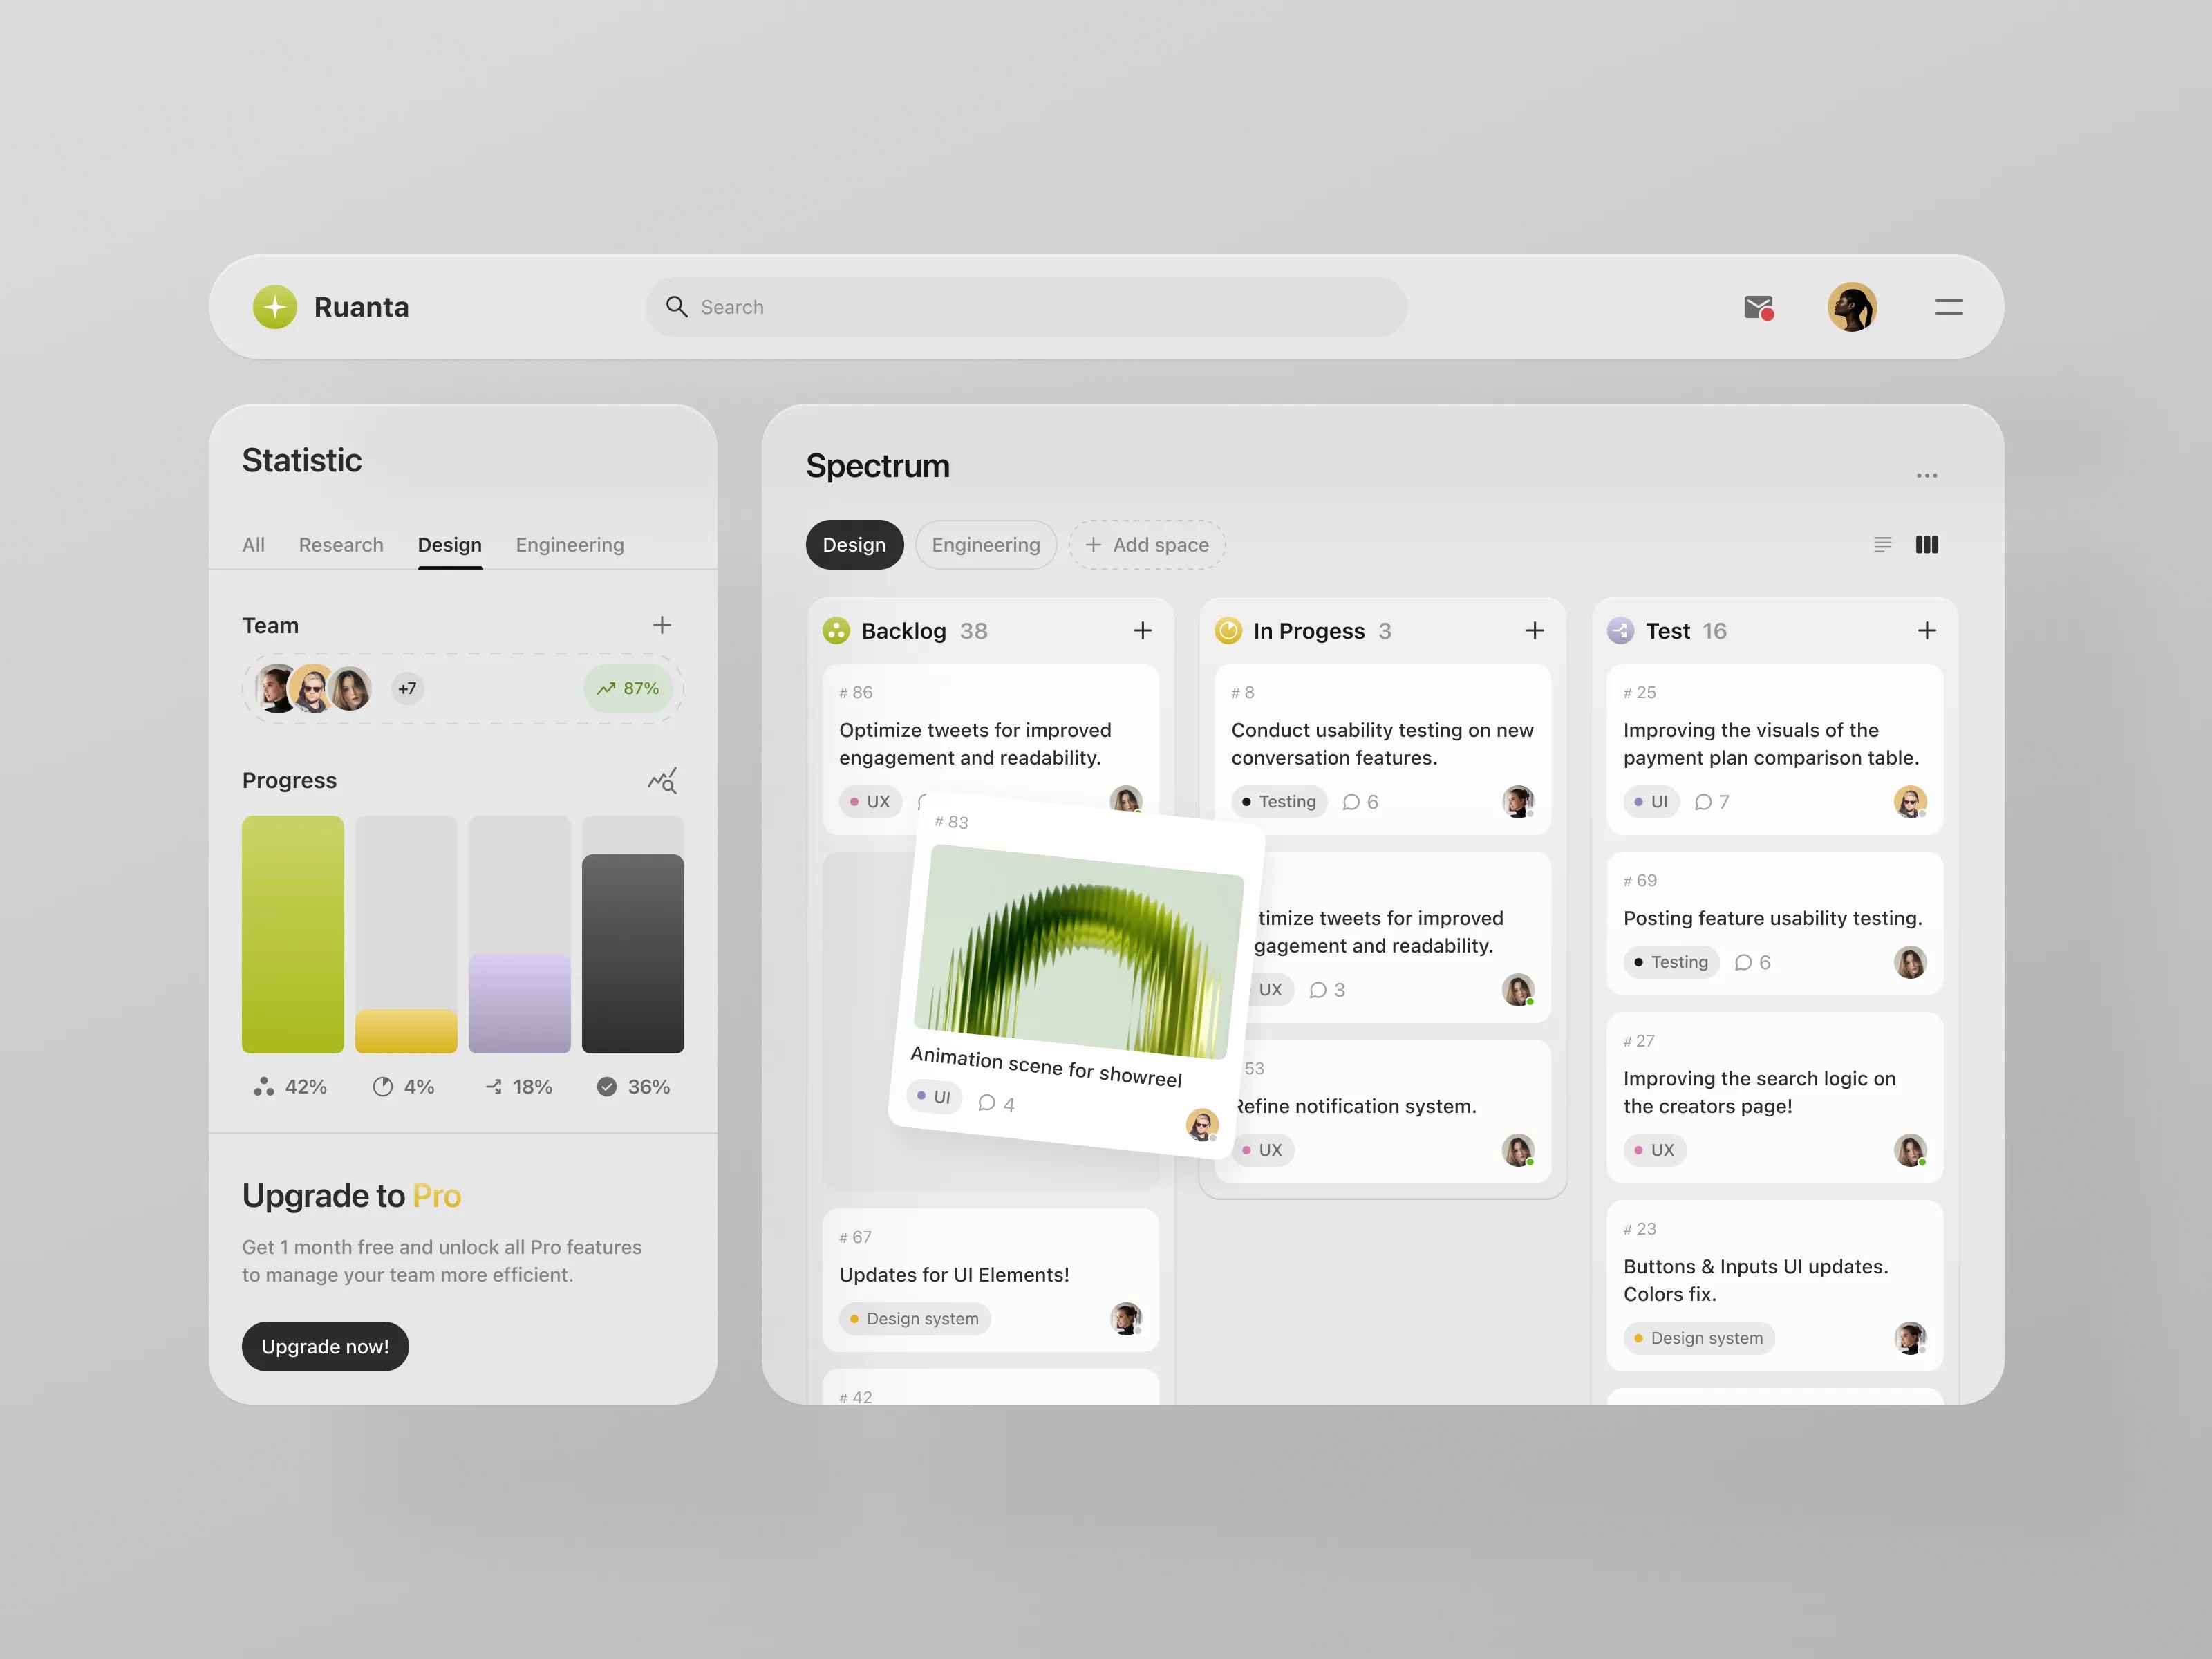 Ruanta
Search
Statistic
All Research Design Engineering
Team
+7 87%
Progress
42% 4% 18% 36%
Upgrade to Pro
Get 1 month free and unlock all Pro features
to manage your team more efficient.
Upgrade now!
Spectrum
Design Engineering + Add space
Backlog 38
# 86
Optimize tweets for improved
engagement and readability.
UX
# 83
Animation scene for showreel
UI 4
# 67
Updates for UI Elements!
Design system
# 42
In Progess 3
# 8
Conduct usability testing on new
conversation features.
Testing 6
timize tweets for improved
gagement and readability.
UX 3
53
Refine notification system.
UX
Test 16
# 25
Improving the visuals of the
payment plan comparison table.
UI 7
# 69
Posting feature usability testing.
Testing 6
# 27
Improving the search logic on
the creators page!
UX
# 23
Buttons & Inputs UI updates.
Colors fix.
Design system